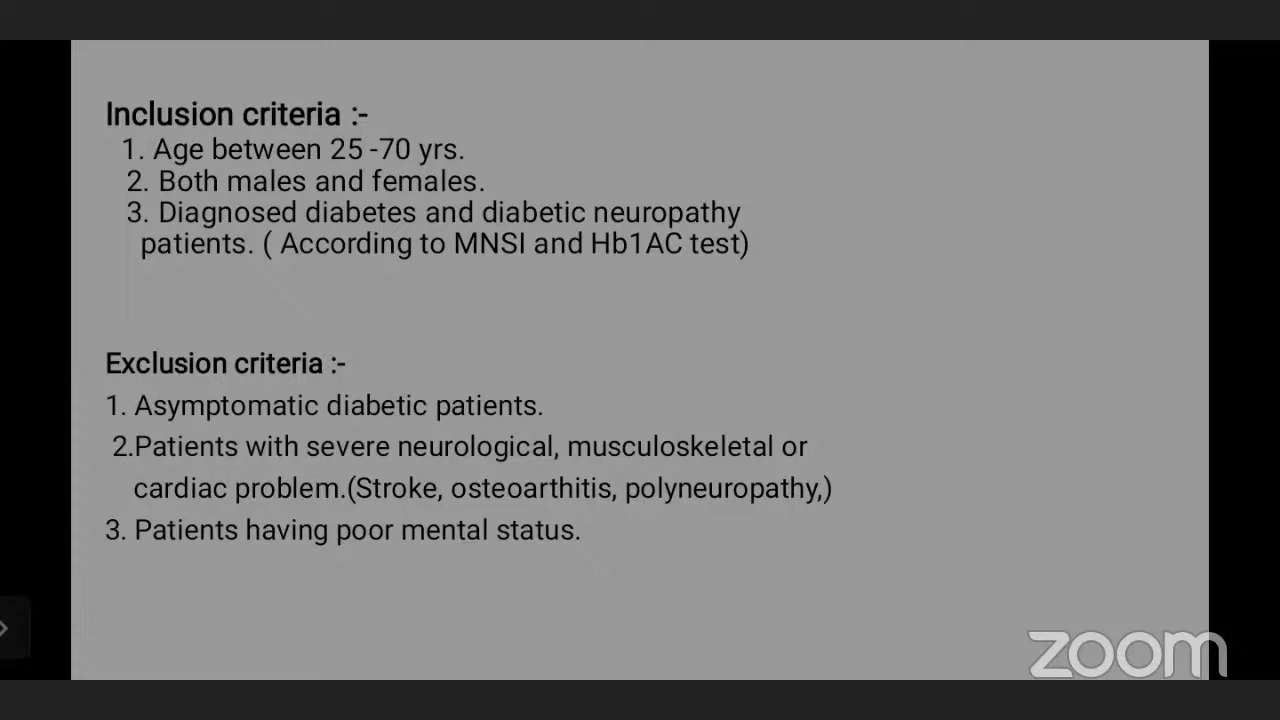 Inclusion criteria :-
1. Age between 25 -70 yrs.
2. Both males and females.
3. Diagnosed diabetes and diabetic neuropathy
patients. ( According to MNSI and Hb1AC test)
Exclusion criteria :-
1. Asymptomatic diabetic patients.
2.Patients with severe neurological, musculoskeletal or
cardiac problem.(Stroke, osteoarthitis, polyneuropathy,)
3. Patients having poor mental status.
zoom